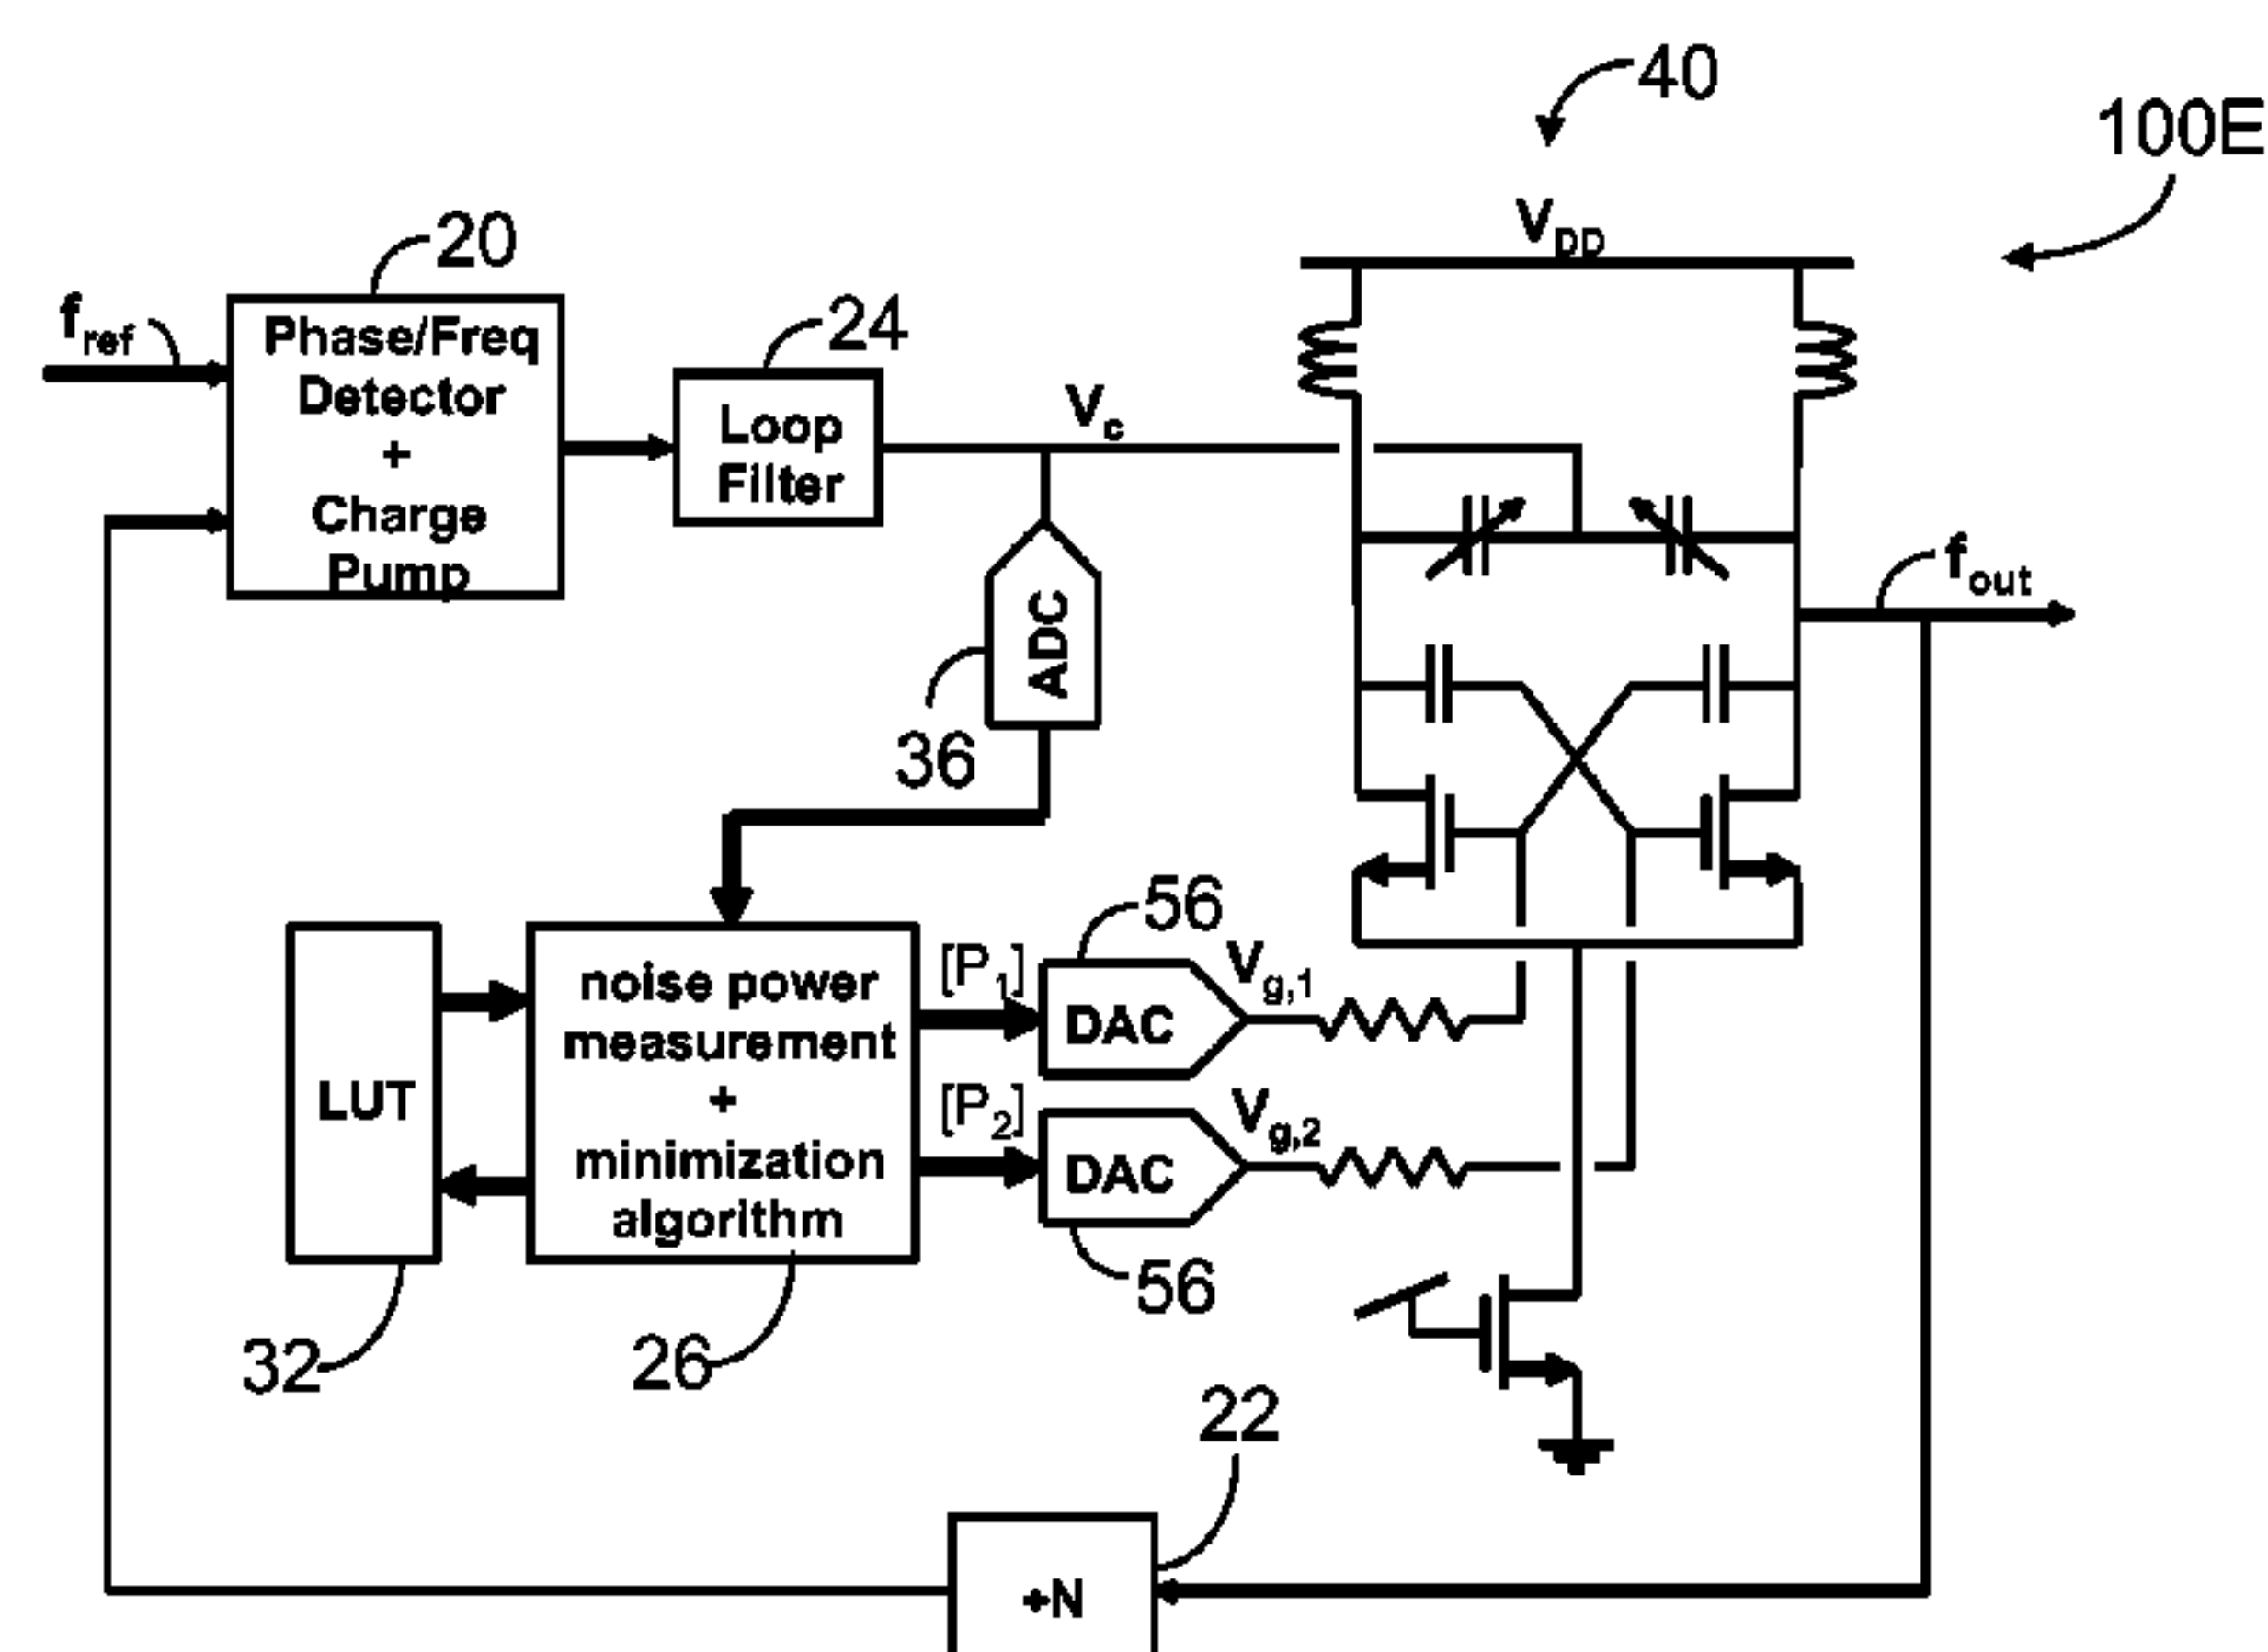 40
100E
V_DD
20
f_ref
Phase/Freq
Detector
+
Charge
Pump
24
Loop
Filter
V_c
f_out
ADC
36
LUT
noise power
measurement
+
minimization
algorithm
[P_1]
56
DAC
V_g,1
[P_2]
DAC
V_g,2
56
32
26
22
÷N